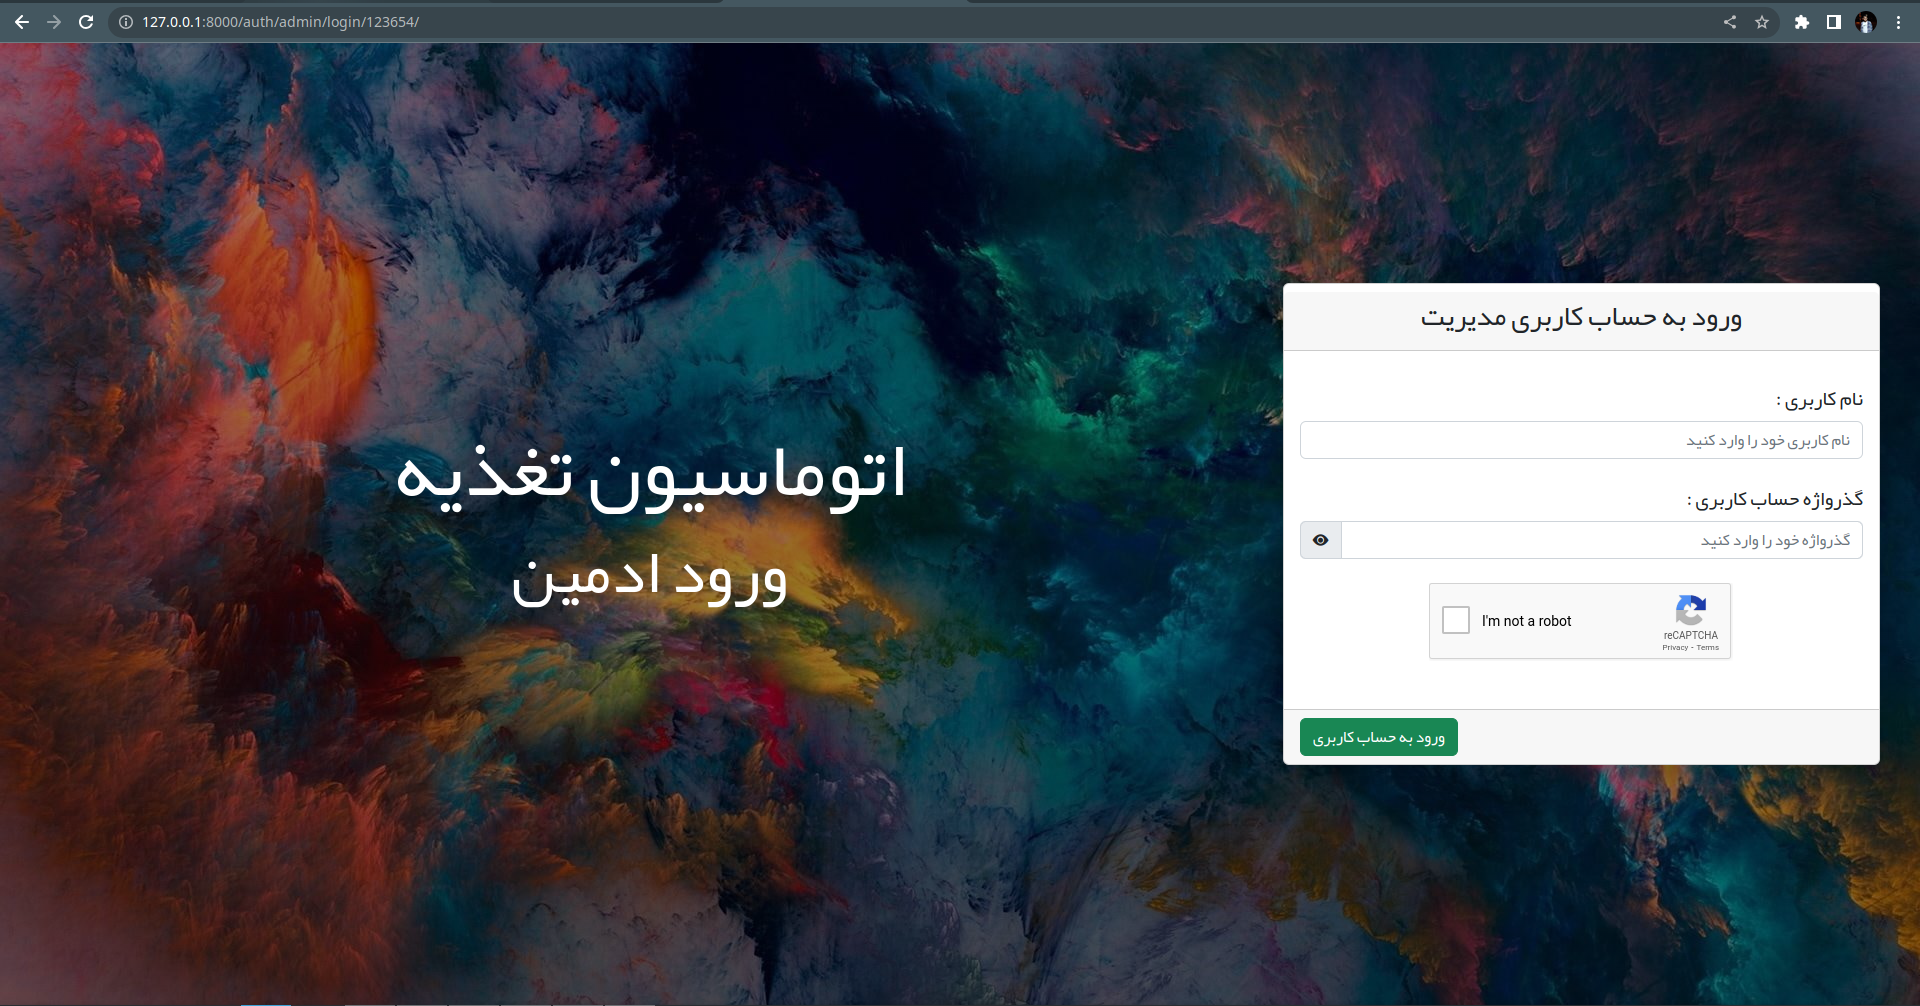 127.0.0.1:8000/auth/admin/login/123654/
ورود به حساب کاربری مدیریت
نام کاربری :
نام کاربری خود را وارد کنید
گذرواژه حساب کاربری :
گذرواژه خود را وارد کنید
I'm not a robot
reCAPTCHA
Privacy - Terms
ورود به حساب کاربری
اتوماسیون تغذیه
ورود ادمین